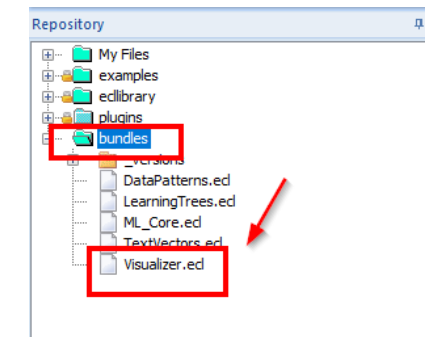 Repository
My Files
examples
ecllibrary
plugins
bundles
_versions
DataPatterns.ecl
LearningTrees.ecl
ML_Core.ecl
TextVectors.ecl
Visualizer.ecl